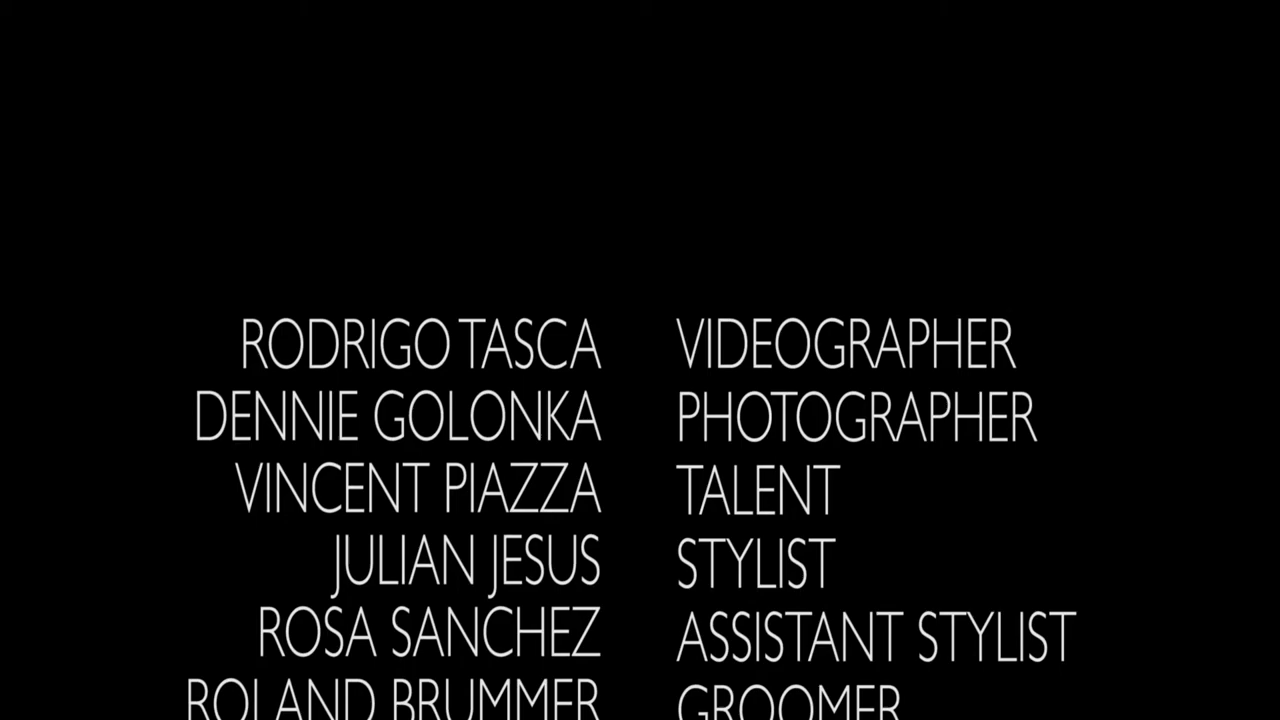 RODRIGO TASCA VIDEOGRAPHER
DENNIE GOLONKA PHOTOGRAPHER
VINCENT PIAZZA TALENT
JULIAN JESUS STYLIST
ROSA SANCHEZ ASSISTANT STYLIST
ROLAND BRUMMER GROOMER